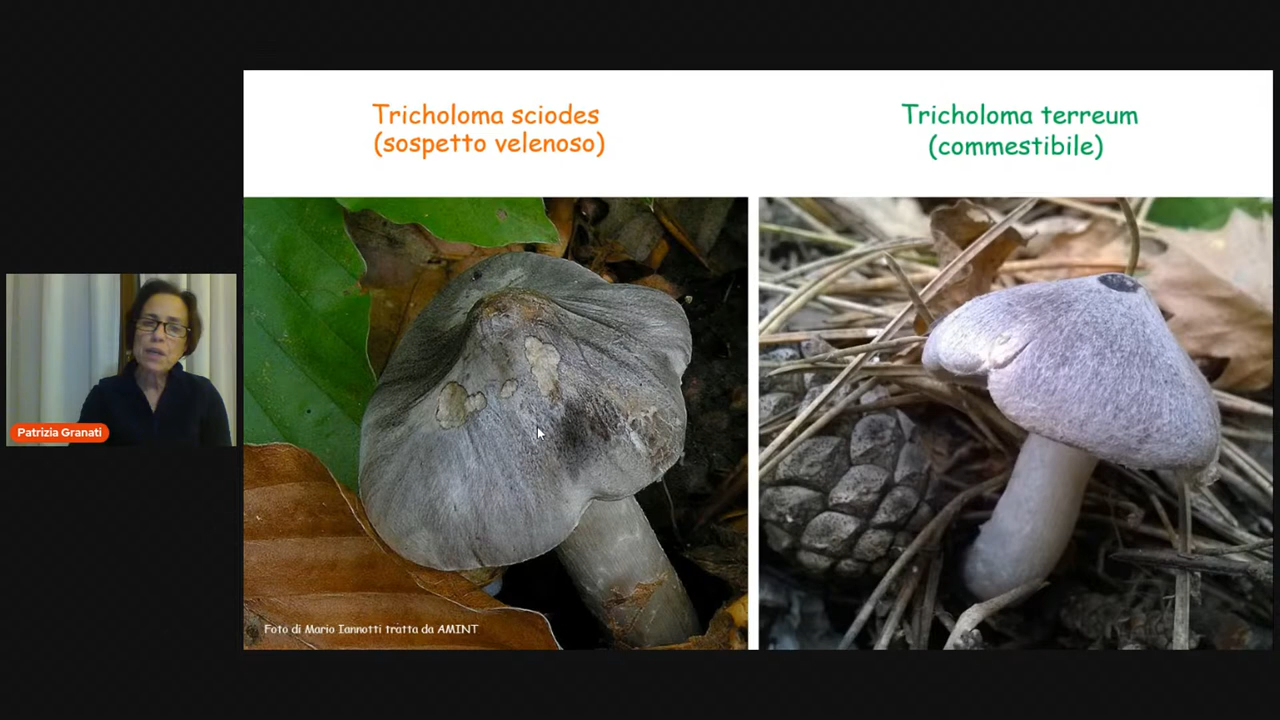 Tricholoma sciodes
(sospetto velenoso)
Tricholoma terreum
(commestibile)
Patrizia Granati
Foto di Mario Iannotti tratta da AMINT